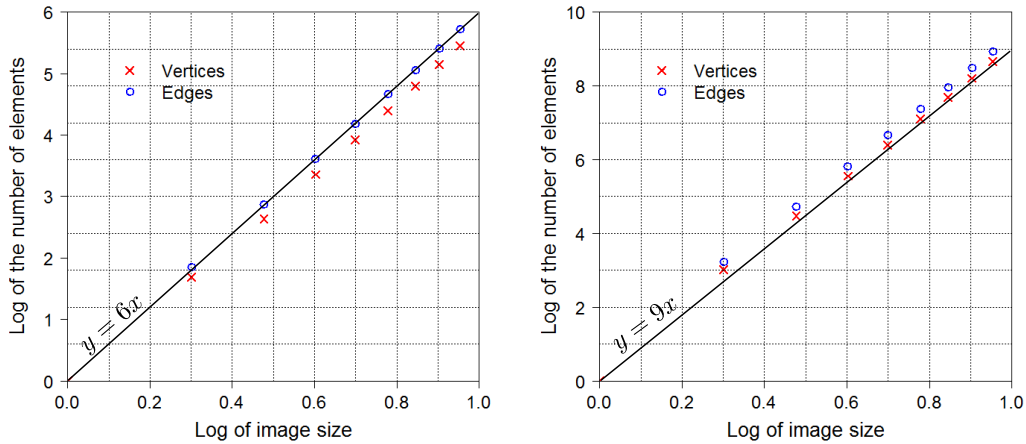 6
5
4
3
2
1
0
Log of the number of elements
Vertices
Edges
y = 6x
0.0 0.2 0.4 0.6 0.8 1.0
Log of image size
10
8
6
4
2
0
Log of the number of elements
Vertices
Edges
y = 9x
0.0 0.2 0.4 0.6 0.8 1.0
Log of image size